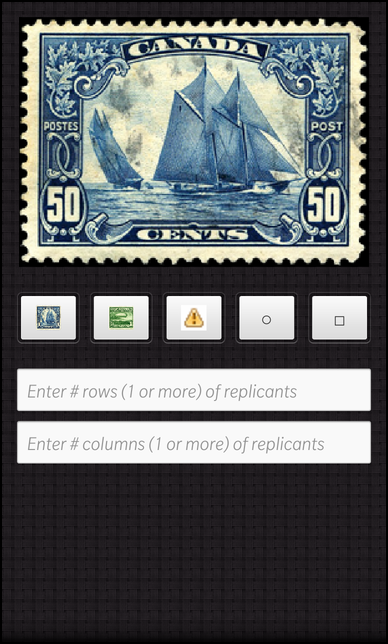 CANADA
POSTES
POST
50
50
CENTS
Enter # rows (1 or more) of replicants
Enter # columns (1 or more) of replicants